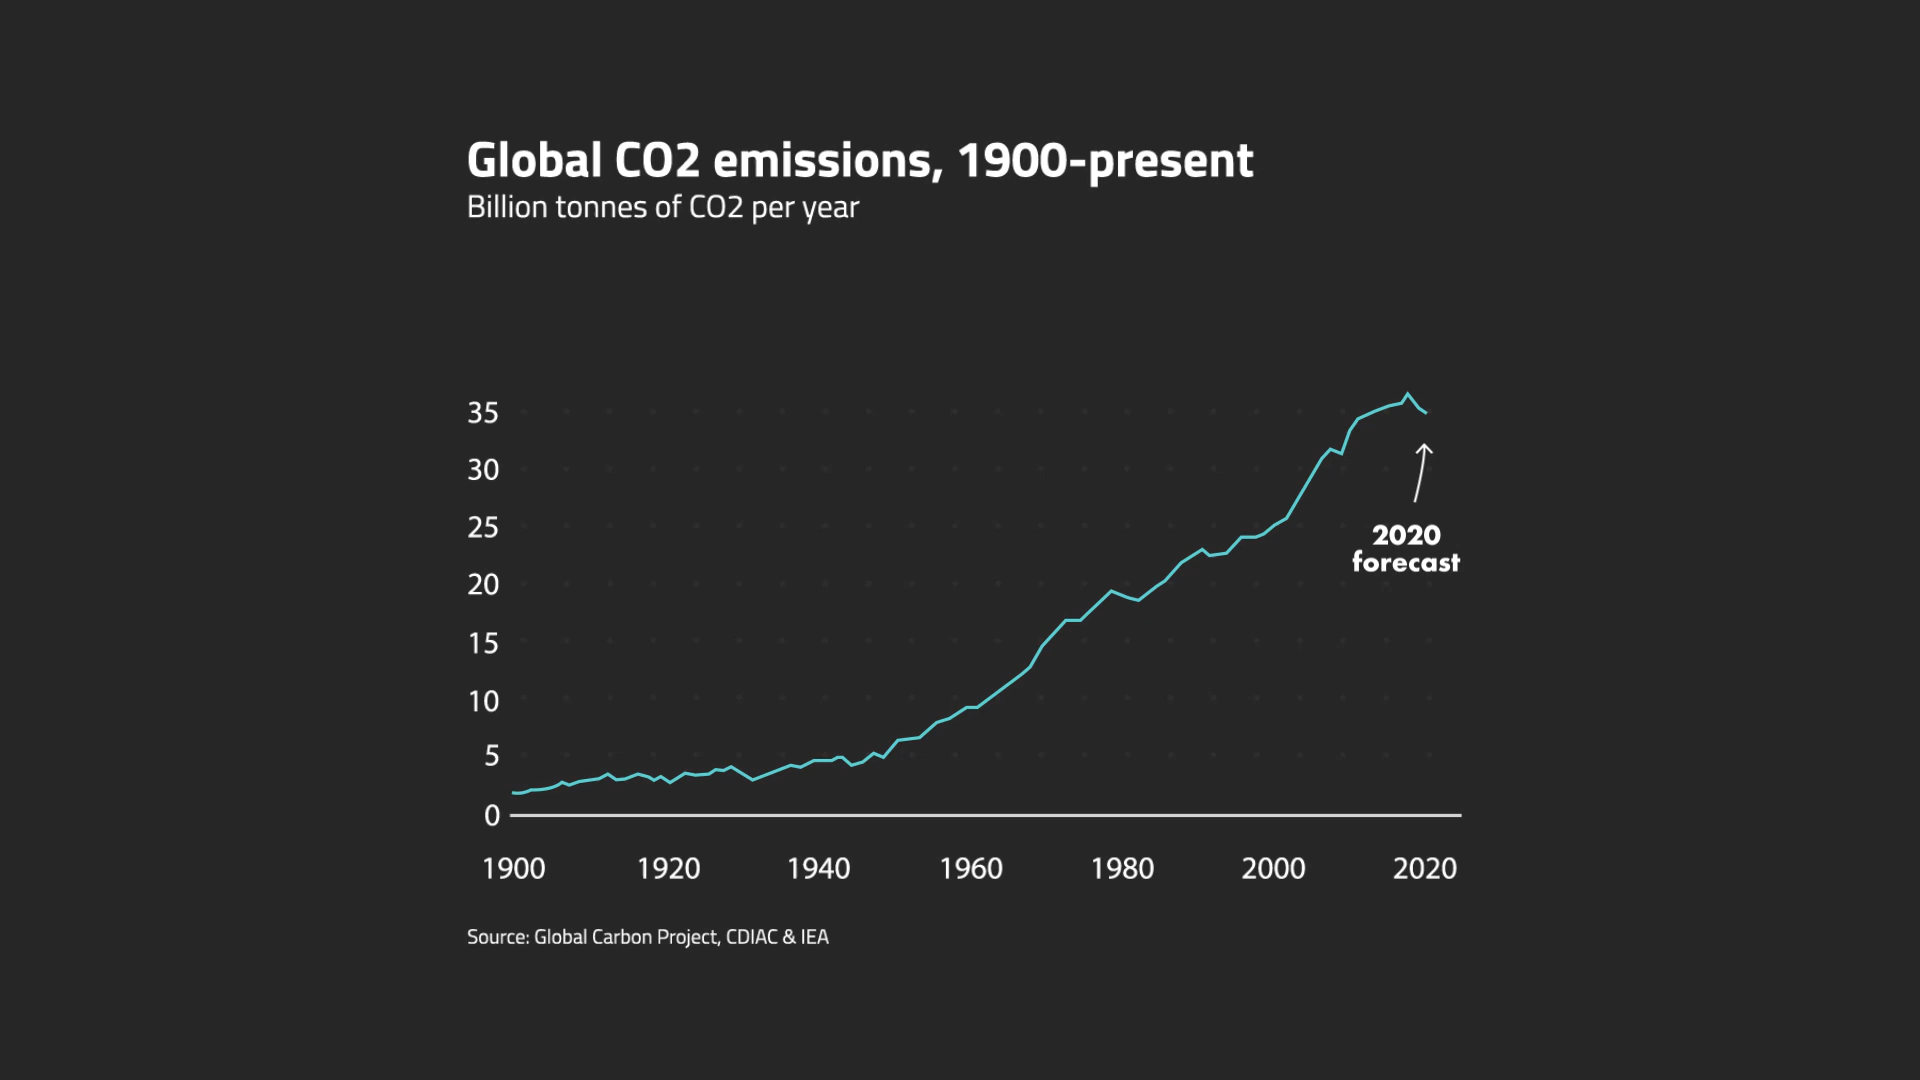 Global CO2 emissions, 1900-present
Billion tonnes of CO2 per year
35
30
25
20
15
10
5
0
2020
forecast
1900 1920 1940 1960 1980 2000 2020
Source: Global Carbon Project, CDIAC & IEA